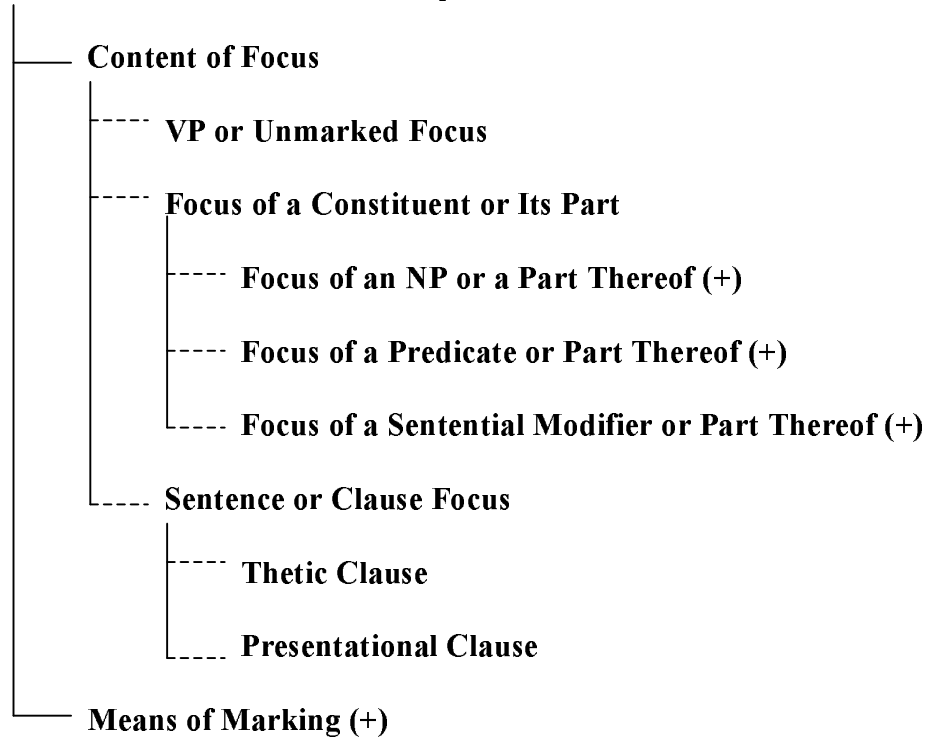 Content of Focus
VP or Unmarked Focus
Focus of a Constituent or Its Part
Focus of an NP or a Part Thereof (+)
Focus of a Predicate or Part Thereof (+)
Focus of a Sentential Modifier or Part Thereof (+)
Sentence or Clause Focus
Thetic Clause
Presentational Clause
Means of Marking (+)